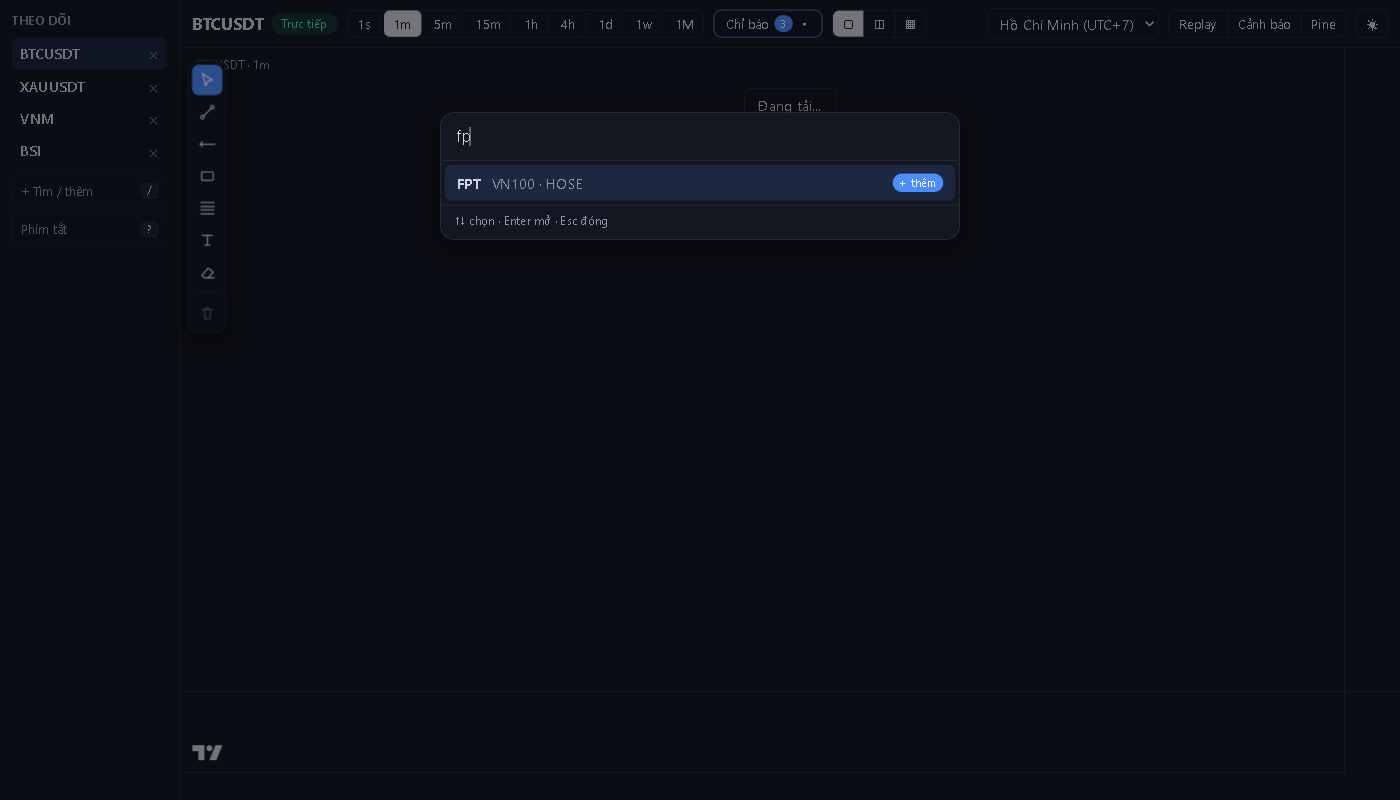 THEO DÕI
BTCUSDT ×
XAUUSDT ×
VNM ×
BSI ×
+ Tìm / thêm /
Phím tắt ?
BTCUSDT Trực tiếp 1s 1m 5m 15m 1h 4h 1d 1w 1M Chỉ báo 3 Hồ Chí Minh (UTC+7) Replay Cảnh báo Pine
USDT · 1m
T
Đang tải...
fp
FPT VN100 · HOSE + thêm
↑↓ chọn · Enter mở · Esc đóng